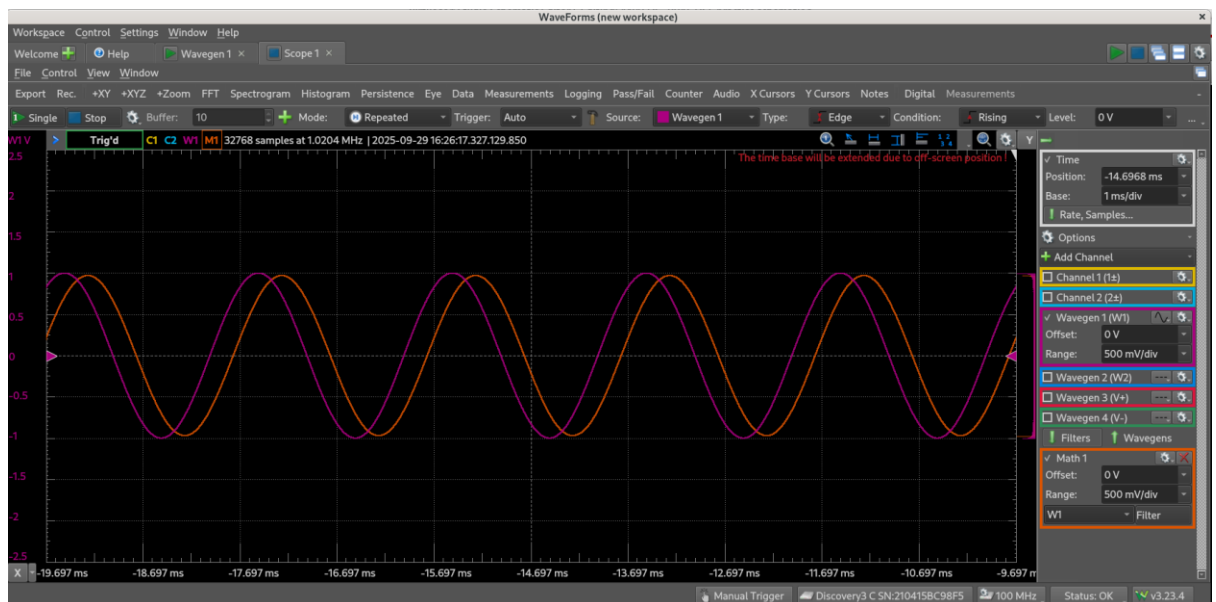 WaveForms (new workspace) ×
Workspace Control Settings Window Help
Welcome Help Wavegen 1 × Scope 1 ×
File Control View Window
Export Rec. +XY +XYZ +Zoom FFT Spectrogram Histogram Persistence Eye Data Measurements Logging Pass/Fail Counter Audio X Cursors Y Cursors Notes Digital Measurements
Single Stop Buffer: 10 Mode: Repeated Trigger: Auto Source: Wavegen 1 Type: Edge Condition: Rising Level: 0 V ...
W1 V Trig'd C1 C2 W1 M1 32768 samples at 1.0204 MHz | 2025-09-29 16:26:17.327.129.850 1 2 3 4 Y
The time base will be extended due to off-screen position !
2.5
2
1.5
1
0.5
0
-0.5
-1
-1.5
-2
-2.5
X -19.697 ms -18.697 ms -17.697 ms -16.697 ms -15.697 ms -14.697 ms -13.697 ms -12.697 ms -11.697 ms -10.697 ms -9.697 m
Time
Position: -14.6968 ms
Base: 1 ms/div
Rate, Samples...
Options
Add Channel
Channel 1 (1±)
Channel 2 (2±)
Wavegen 1 (W1)
Offset: 0 V
Range: 500 mV/div
Wavegen 2 (W2) ---
Wavegen 3 (V+) ---
Wavegen 4 (V-) ---
Filters Wavegens
Math 1
Offset: 0 V
Range: 500 mV/div
W1 Filter
Manual Trigger Discovery3 C SN:210415BC98F5 100 MHz Status: OK v3.23.4